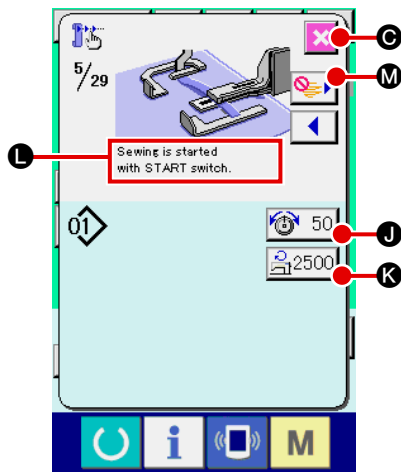 C
5/29
M
L
Sewing is started
with START switch.
01
50
J
2500
K
i
M